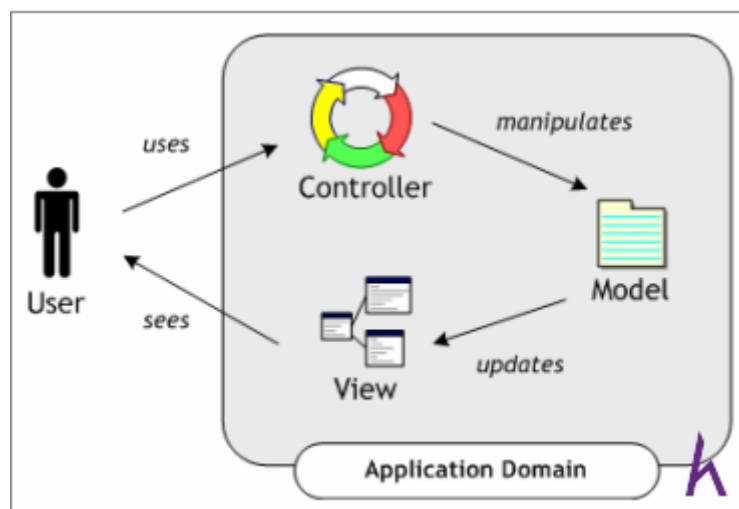 uses
manipulates
Controller
User
Model
sees
updates
View
Application Domain